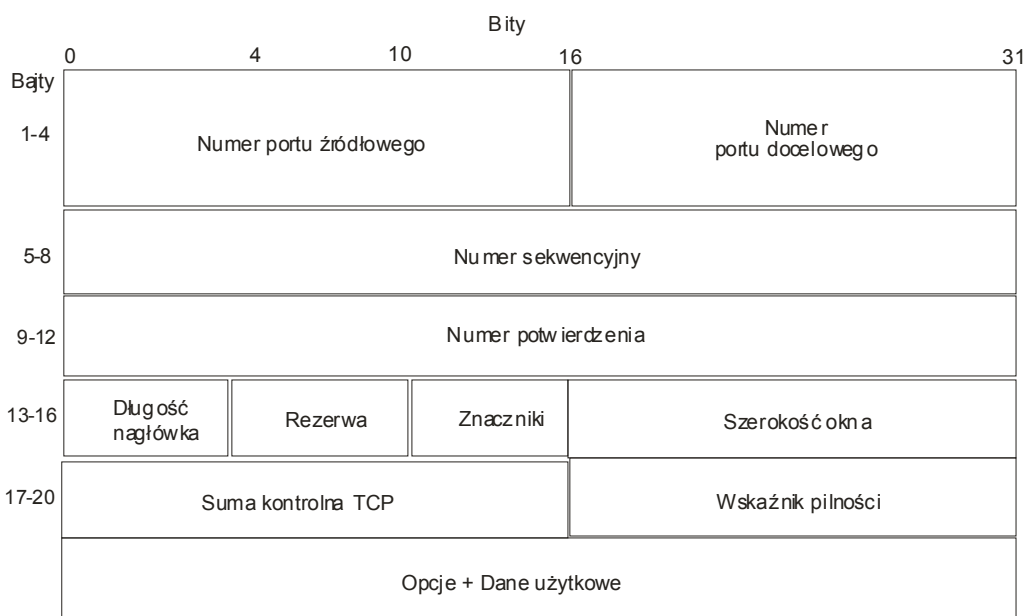 Bity
0 4 10 16 31
Bajty
1-4
Numer portu źródłowego
Numer
portu docelowego
5-8
Numer sekwencyjny
9-12
Numer potwierdzenia
13-16
Długość
nagłówka
Rezerwa
Znaczniki
Szerokość okna
17-20
Suma kontrolna TCP
Wskaźnik pilności
Opcje + Dane użytkowe